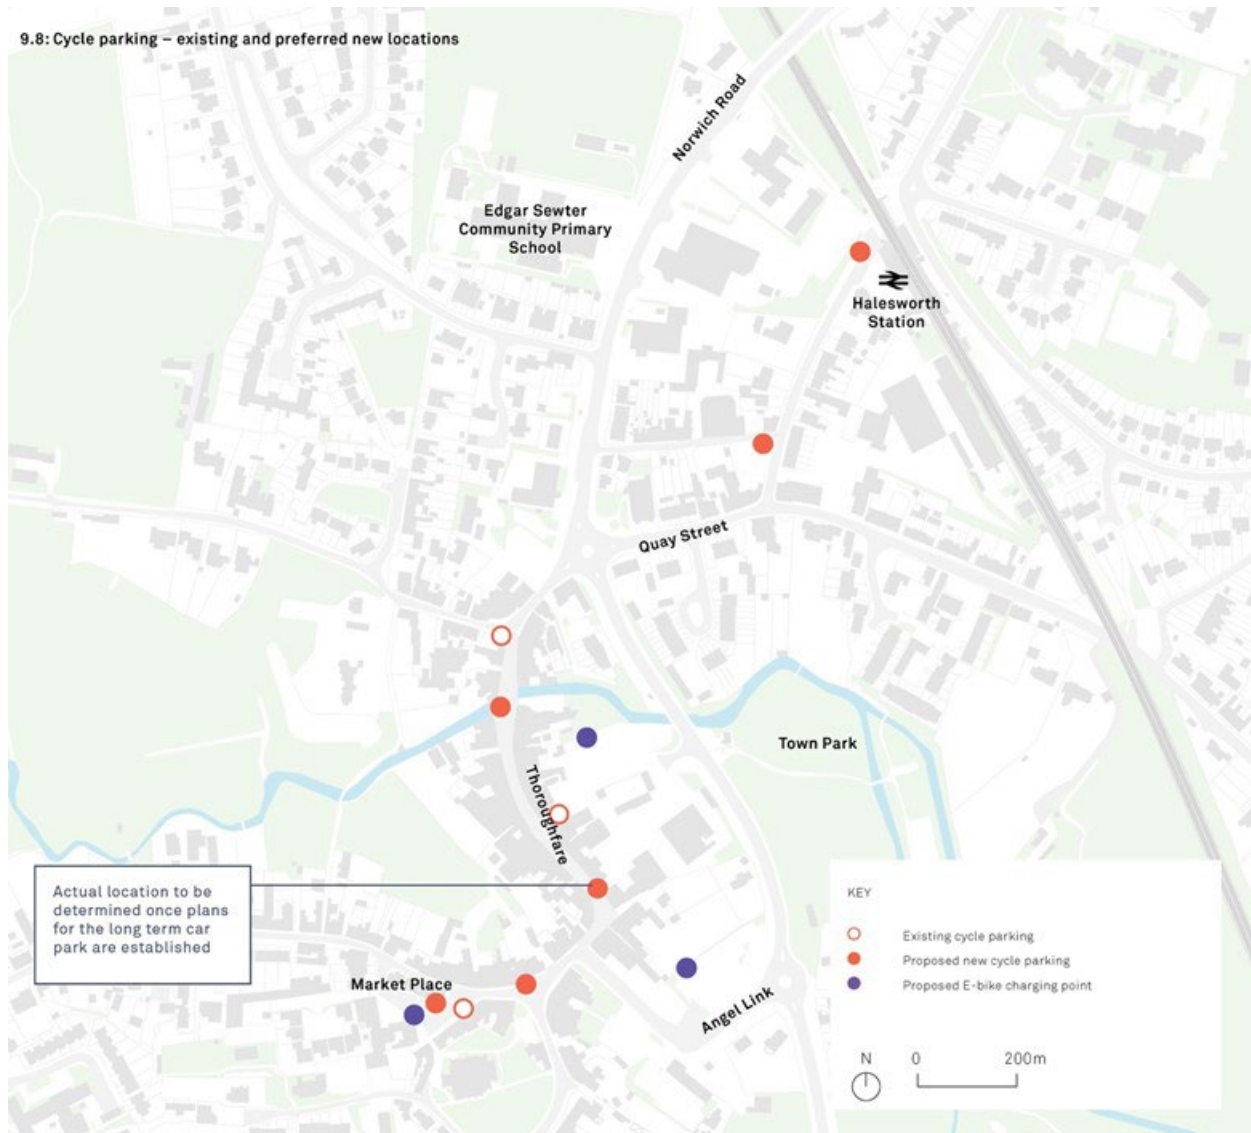 9.8: Cycle parking – existing and preferred new locations
Norwich Road
Edgar Sewter
Community Primary
School
Halesworth
Station
Quay Street
Town Park
Thoroughfare
Actual location to be
determined once plans
for the long term car
park are established
Market Place
Angel Link
KEY
Existing cycle parking
Proposed new cycle parking
Proposed E-bike charging point
N
0 200m